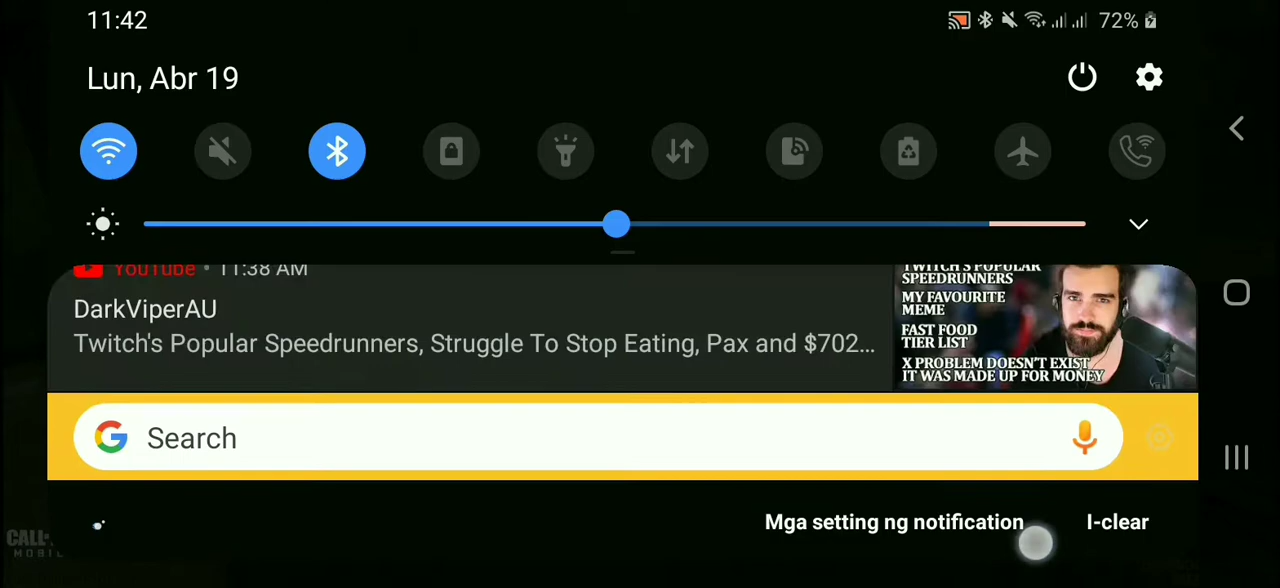 11:42
72%
Lun, Abr 19
YouTube • 11:38 AM
DarkViperAU
Twitch's Popular Speedrunners, Struggle To Stop Eating, Pax and $702...
TWITCH'S POPULAR
SPEEDRUNNERS
MY FAVOURITE
MEME
FAST FOOD
TIER LIST
X PROBLEM DOESN'T EXIST
IT WAS MADE UP FOR MONEY
Search
Mga setting ng notification
I-clear
CALL
MOBIL